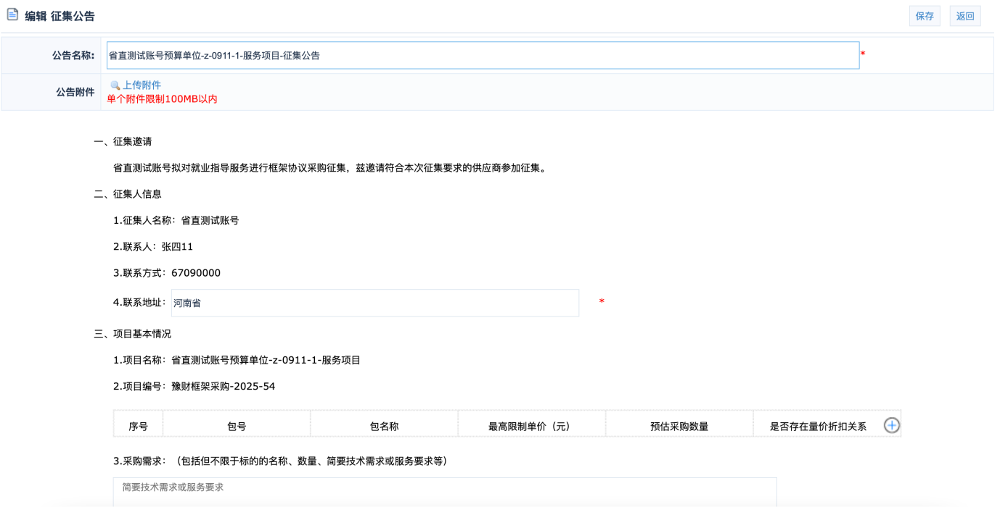 编辑 征集公告
保存
返回
公告名称:
省直测试账号预算单位-z-0911-1-服务项目-征集公告
*
公告附件
上传附件
单个附件限制100MB以内
一、征集邀请
省直测试账号拟对就业指导服务进行框架协议采购征集，兹邀请符合本次征集要求的供应商参加征集。
二、征集人信息
1.征集人名称：省直测试账号
2.联系人：张四11
3.联系方式：67090000
4.联系地址：河南省 *
三、项目基本情况
1.项目名称：省直测试账号预算单位-z-0911-1-服务项目
2.项目编号：豫财框架采购-2025-54
序号 包号 包名称 最高限制单价（元） 预估采购数量 是否存在量价折扣关系
3.采购需求：（包括但不限于标的的名称、数量、简要技术需求或服务要求等）
简要技术需求或服务要求